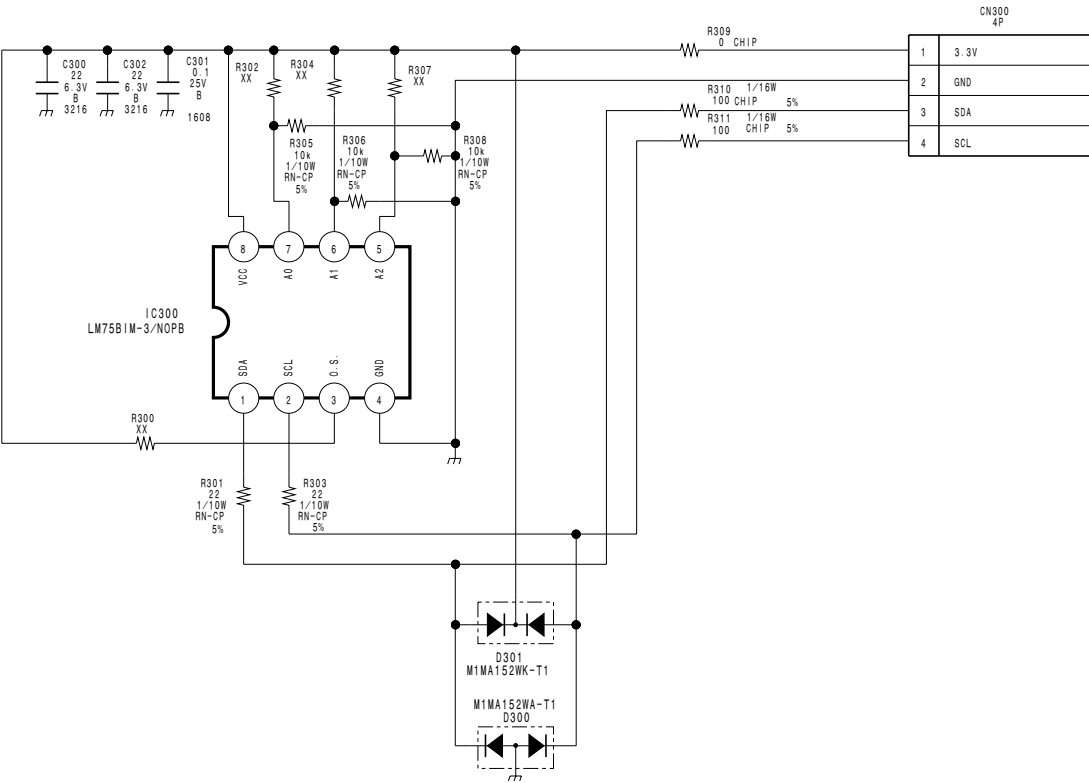 CN300
4P
R309
0 CHIP
1 3.3V
2 GND
3 SDA
4 SCL
R310 1/16W
100 CHIP 5%
R311 1/16W
100 CHIP 5%
C300
22
6.3V
B
3216
C302
22
6.3V
B
3216
C301
0.1
25V
B
1608
R302
XX
R304
XX
R307
XX
R305
10k
1/10W
RN-CP
5%
R306
10k
1/10W
RN-CP
5%
R308
10k
1/10W
RN-CP
5%
8 7 6 5
VCC A0 A1 A2
IC300
LM75BIM-3/NOPB
SDA SCL O.S. GND
1 2 3 4
R300
XX
R301
22
1/10W
RN-CP
5%
R303
22
1/10W
RN-CP
5%
D301
M1MA152WK-T1
M1MA152WA-T1
D300